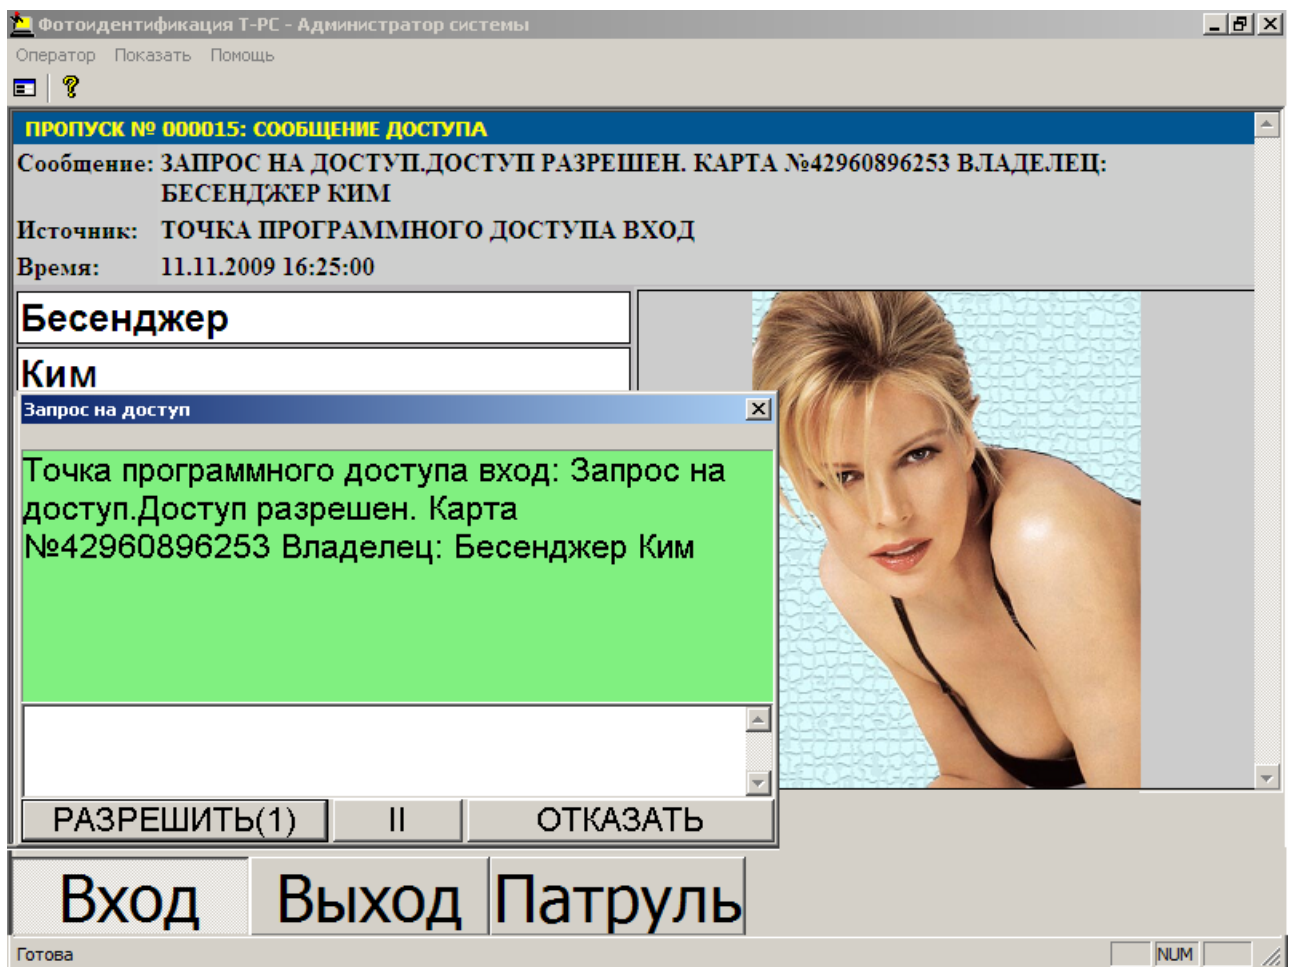 Фотоидентификация Т-РС - Администратор системы
Оператор Показать Помощь
ПРОПУСК № 000015: СООБЩЕНИЕ ДОСТУПА
Сообщение: ЗАПРОС НА ДОСТУП.ДОСТУП РАЗРЕШЕН. КАРТА №42960896253 ВЛАДЕЛЕЦ:
БЕСЕНДЖЕР КИМ
Источник: ТОЧКА ПРОГРАММНОГО ДОСТУПА ВХОД
Время: 11.11.2009 16:25:00
Бесенджер
Ким
Запрос на доступ
Точка программного доступа вход: Запрос на
доступ.Доступ разрешен. Карта
№42960896253 Владелец: Бесенджер Ким
РАЗРЕШИТЬ(1) II ОТКАЗАТЬ
Вход Выход Патруль
Готова NUM